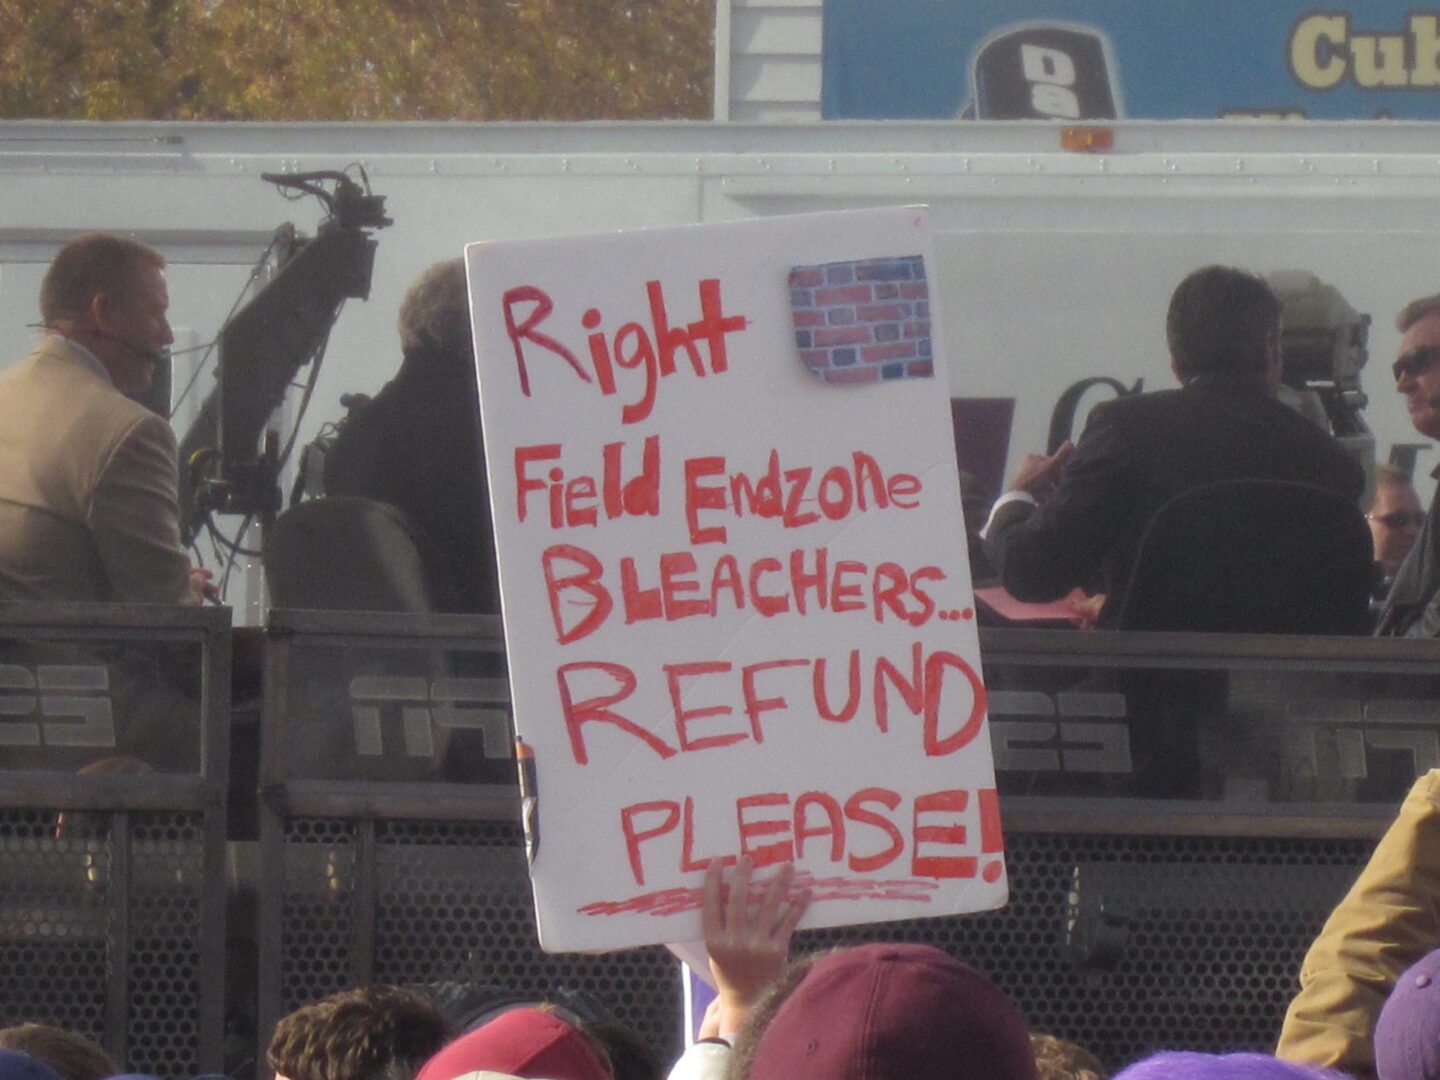 Cub
Right
Field Endzone
BLEACHERS...
REFUND
PLEASE!